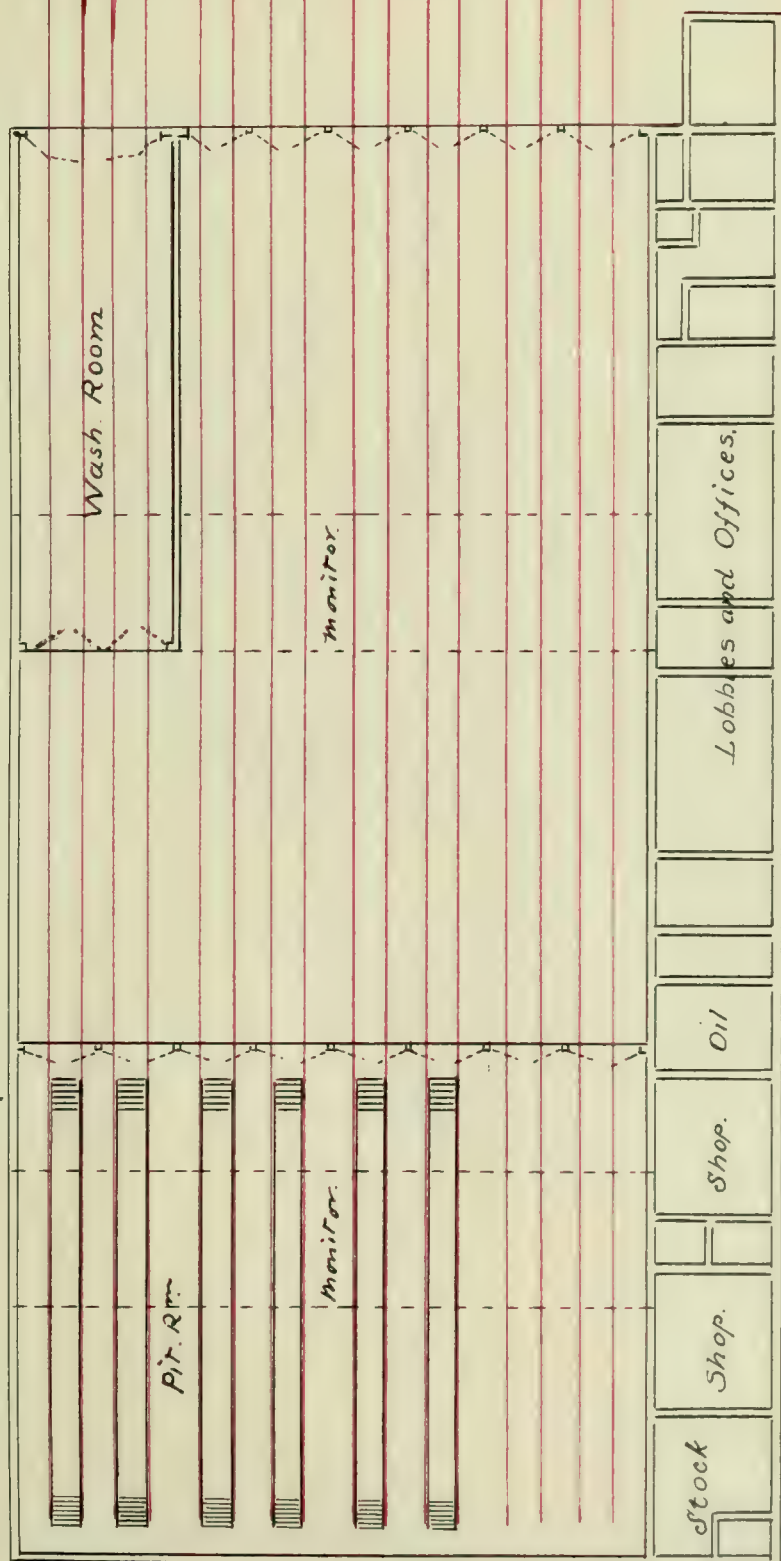 Wash. Room
monitor.
Lobbies and Offices.
Oil
Shop.
monitor.
Pit. Rm.
Shop.
Stock